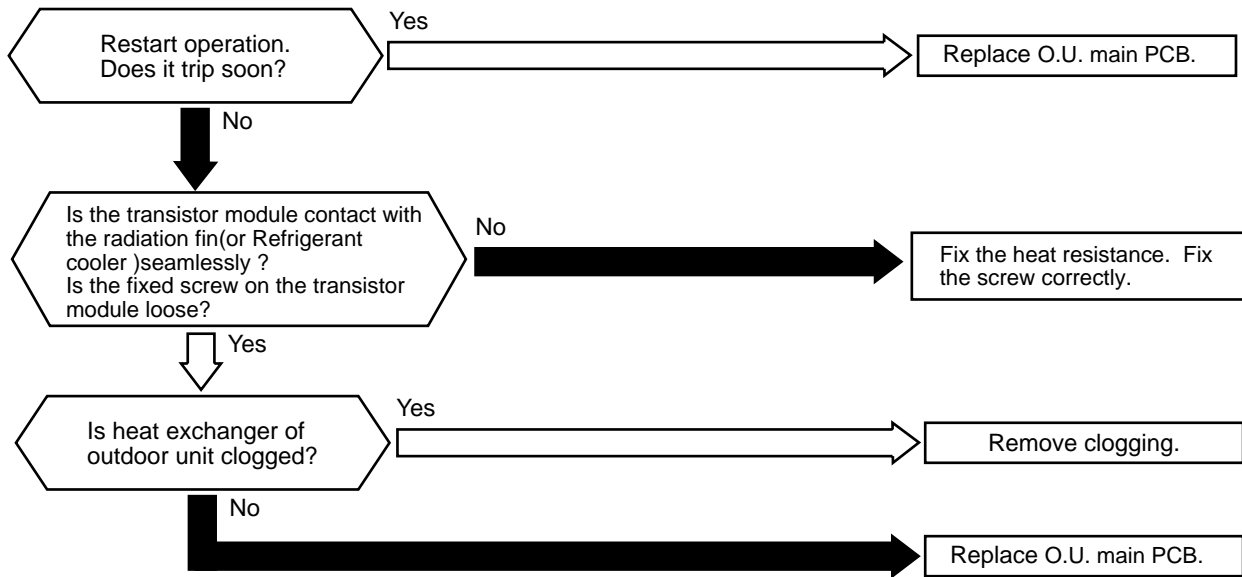 Restart operation.
Does it trip soon?
Yes
Replace O.U. main PCB.
No
Is the transistor module contact with
the radiation fin(or Refrigerant
cooler )seamlessly ?
Is the fixed screw on the transistor
module loose?
No
Fix the heat resistance.  Fix
the screw correctly.
Yes
Is heat exchanger of
outdoor unit clogged?
Yes
Remove clogging.
No
Replace O.U. main PCB.